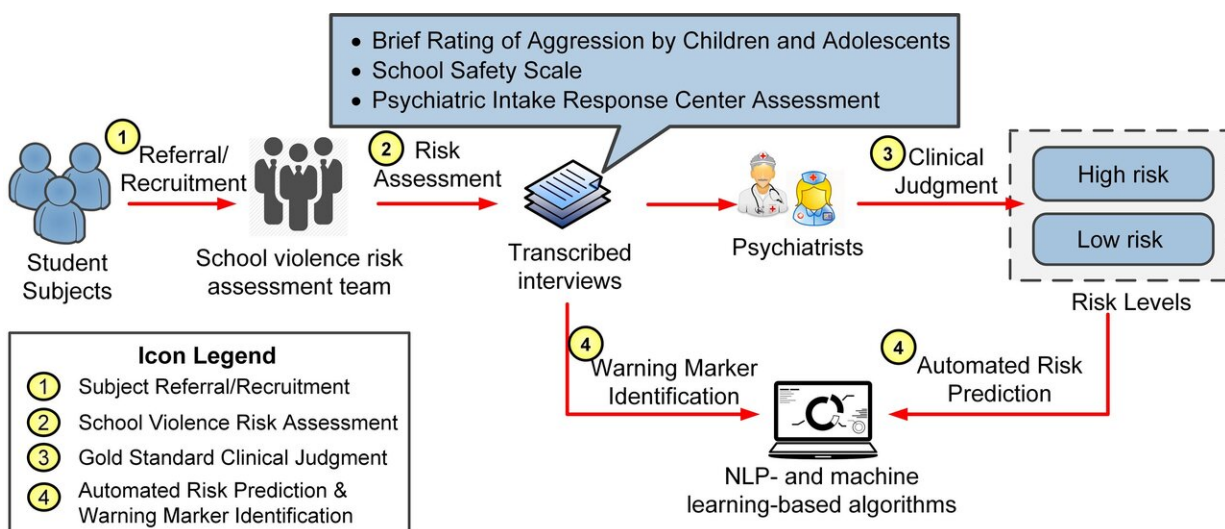 • Brief Rating of Aggression by Children and Adolescents
• School Safety Scale
• Psychiatric Intake Response Center Assessment
1
Referral/
Recruitment
2
Risk
Assessment
3
Clinical
Judgment
High risk
Low risk
Student
Subjects
School violence risk
assessment team
Transcribed
interviews
Psychiatrists
Risk Levels
4
Warning Marker
Identification
4
Automated Risk
Prediction
NLP- and machine
learning-based algorithms
Icon Legend
1 Subject Referral/Recruitment
2 School Violence Risk Assessment
3 Gold Standard Clinical Judgment
4 Automated Risk Prediction &
Warning Marker Identification